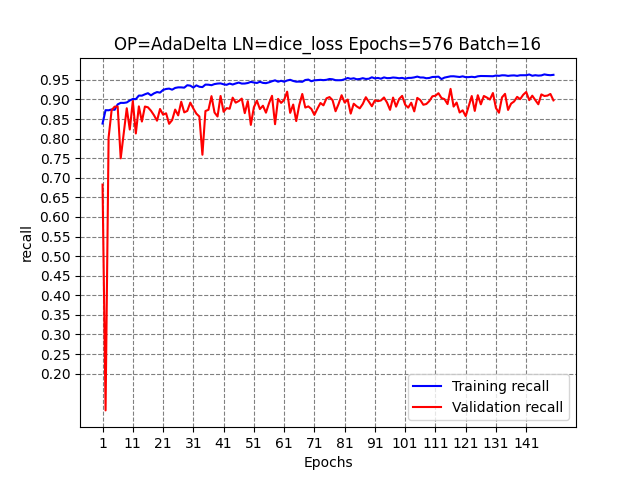 OP=AdaDelta LN=dice_loss Epochs=576 Batch=16
0.95
0.90
0.85
0.80
0.75
0.70
0.65
0.60
0.55
0.50
0.45
0.40
0.35
0.30
0.25
0.20
recall
Training recall
Validation recall
1 11 21 31 41 51 61 71 81 91 101 111 121 131 141
Epochs